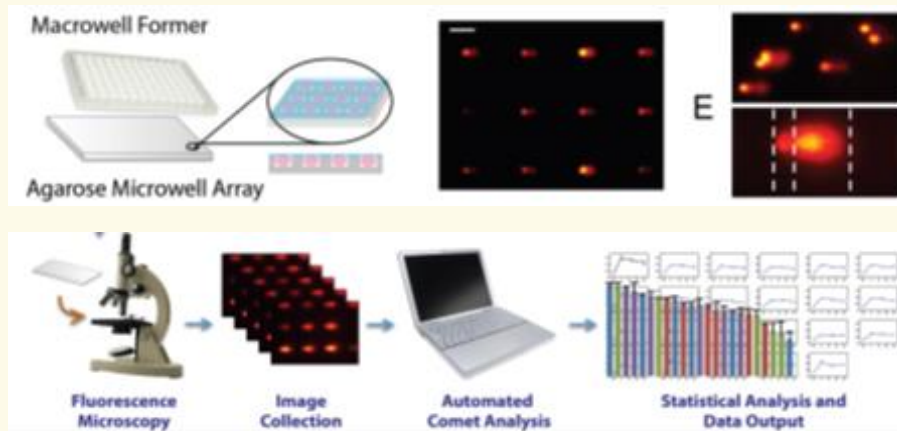 Macrowell Former
Agarose Microwell Array
E
Fluorescence
Microscopy
Image
Collection
Automated
Comet Analysis
Statistical Analysis and
Data Output